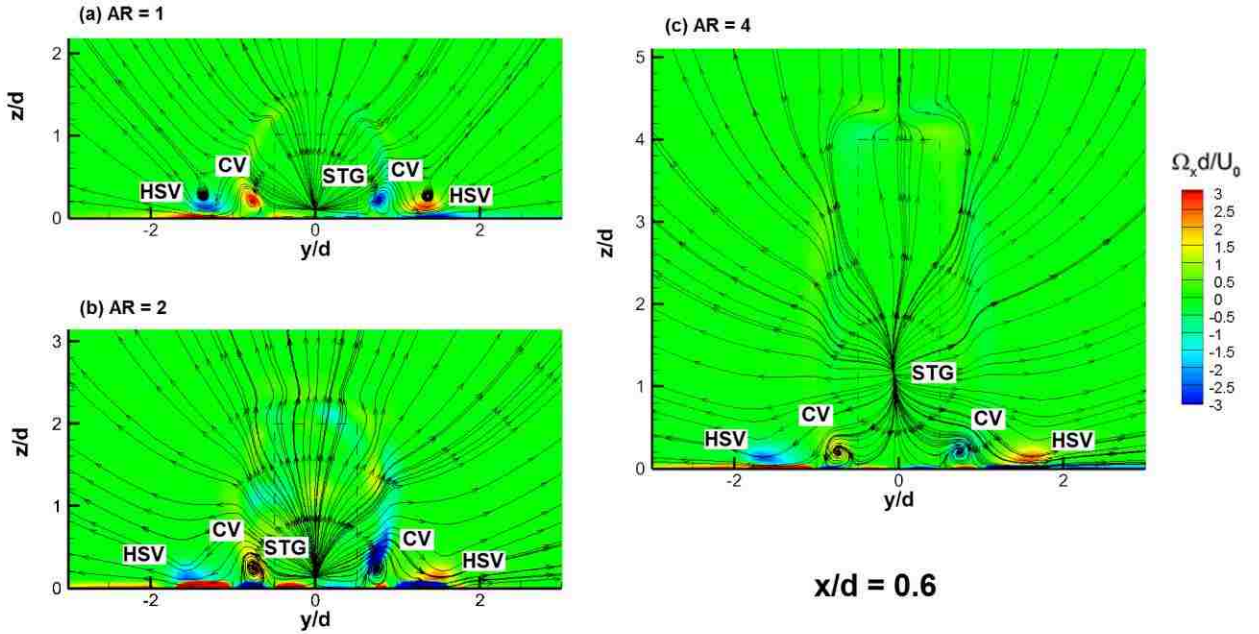 (a) AR = 1
z/d
2
1
0
CV
STG
CV
HSV
HSV
-2
0
2
y/d
(b) AR = 2
z/d
3
2
1
0
CV
STG
CV
HSV
HSV
-2
0
2
y/d
(c) AR = 4
z/d
5
4
3
2
1
0
STG
CV
CV
HSV
HSV
-2
0
2
y/d
Ωₓd/U₀
3
2.5
2
1.5
1
0.5
0
-0.5
-1
-1.5
-2
-2.5
-3
x/d = 0.6